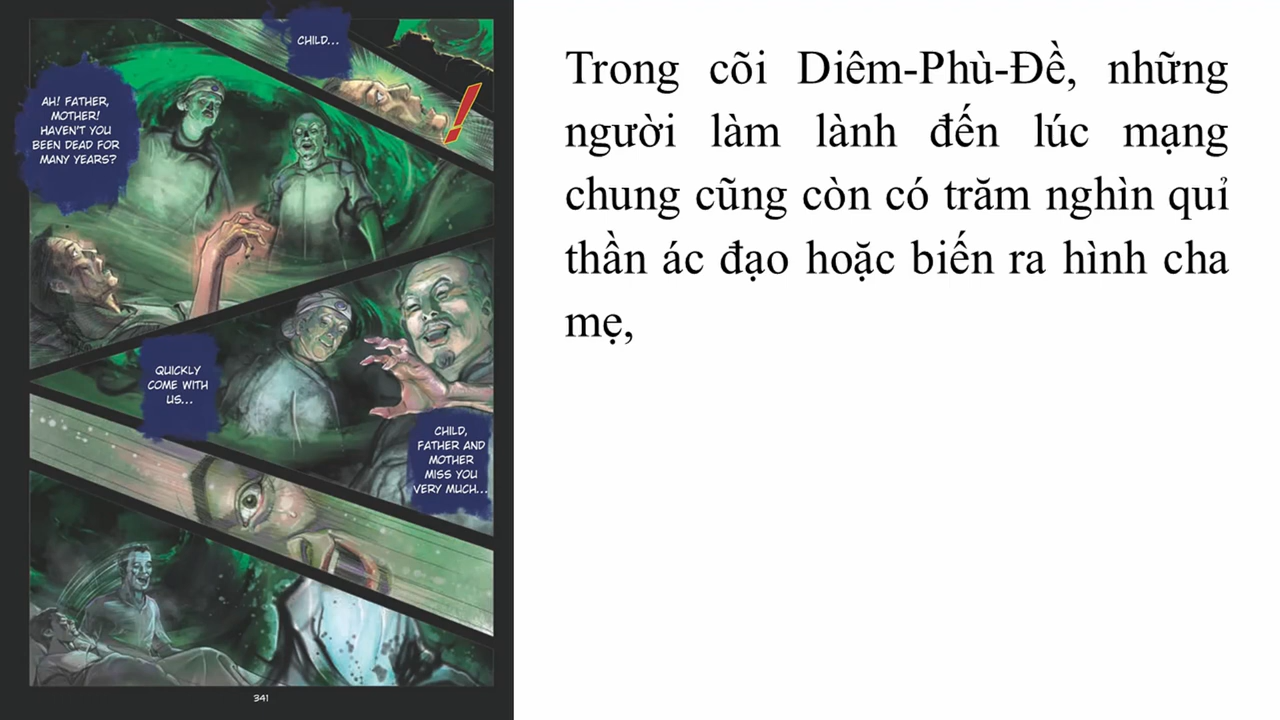 CHILD...
AH! FATHER,
MOTHER!
HAVEN'T YOU
BEEN DEAD FOR
MANY YEARS?
!
QUICKLY
COME WITH
US...
CHILD,
FATHER AND
MOTHER
MISS YOU
VERY MUCH...
341
Trong cõi Diêm-Phù-Đề, những
người làm lành đến lúc mạng
chung cũng còn có trăm nghìn quỉ
thần ác đạo hoặc biến ra hình cha
mẹ,